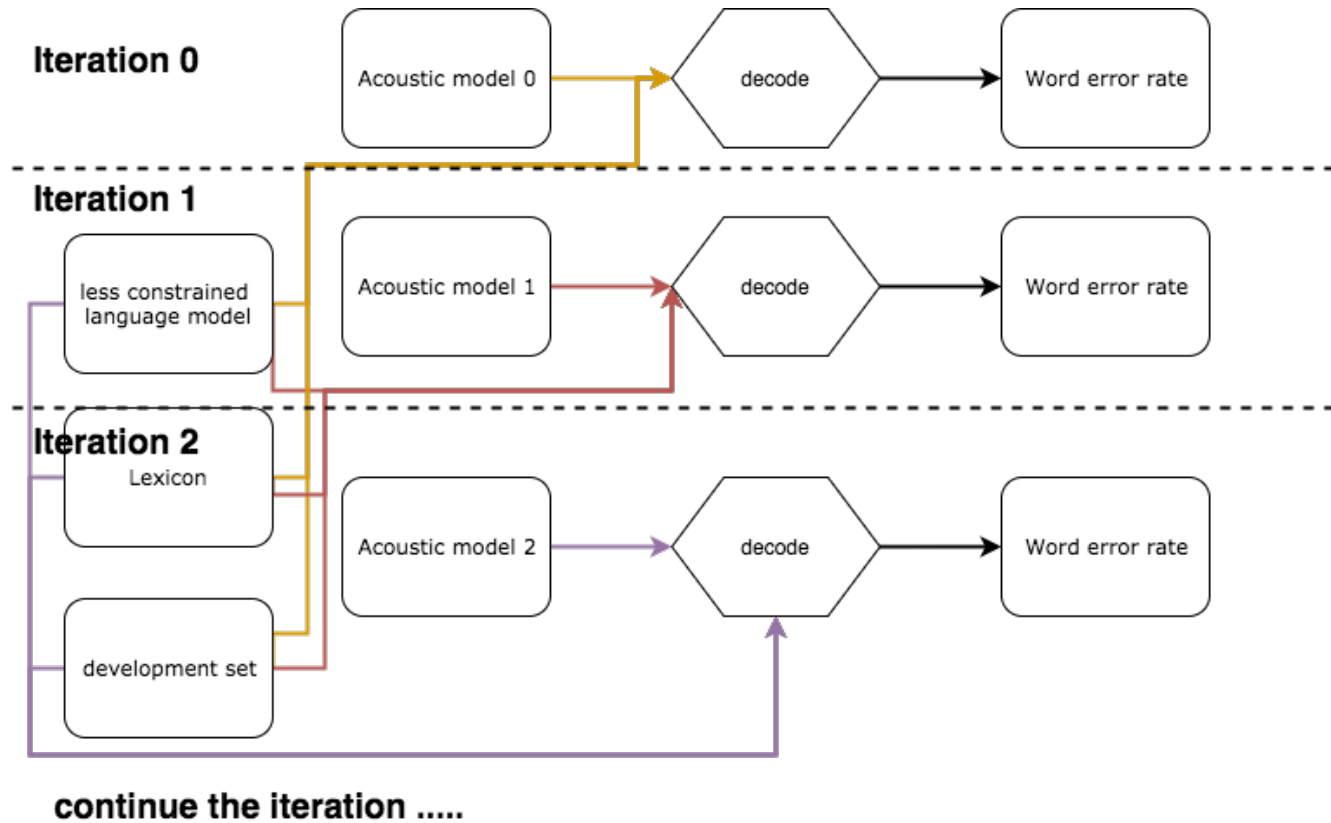 Iteration 0
Acoustic model 0
decode
Word error rate
Iteration 1
less constrained
language model
Acoustic model 1
decode
Word error rate
Iteration 2
Lexicon
Acoustic model 2
decode
Word error rate
development set
continue the iteration .....